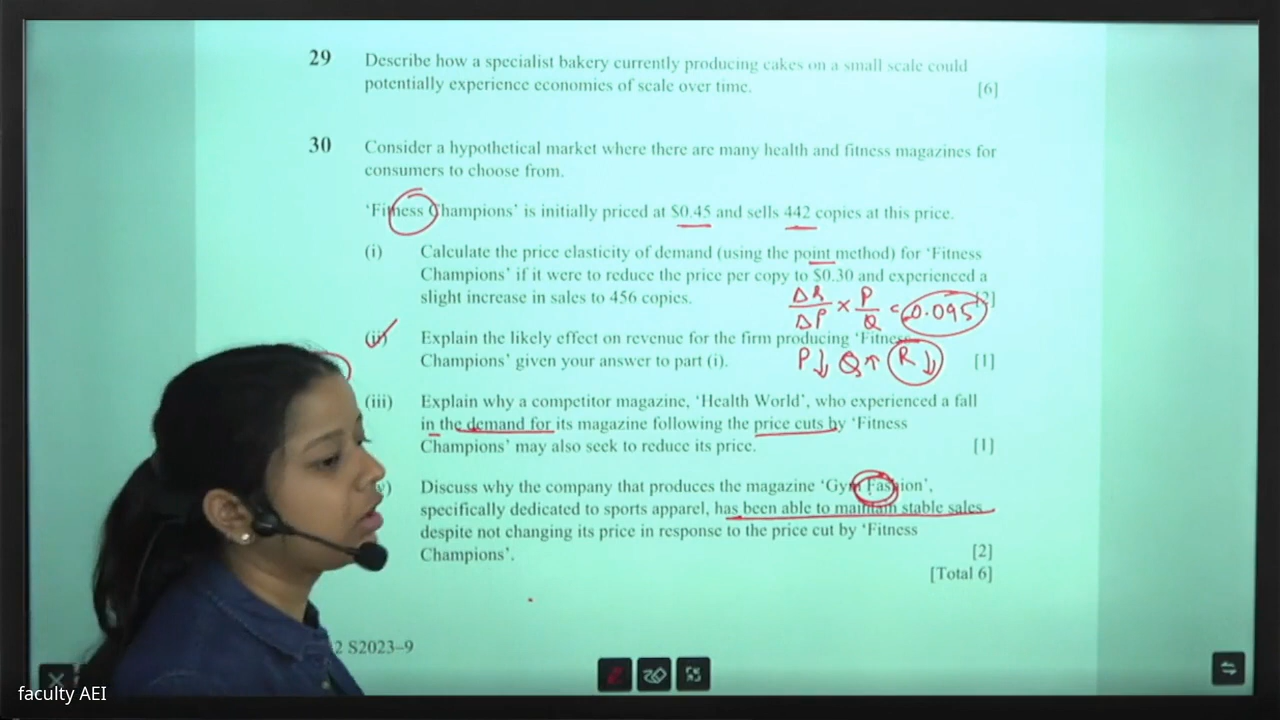 29 Describe how a specialist bakery currently producing cakes on a small scale could
potentially experience economies of scale over time. [6]
30 Consider a hypothetical market where there are many health and fitness magazines for
consumers to choose from.
'Fitness Champions' is initially priced at $0.45 and sells 442 copies at this price.
(i) Calculate the price elasticity of demand (using the point method) for 'Fitness
Champions' if it were to reduce the price per copy to $0.30 and experienced a
slight increase in sales to 456 copies. [2]
ΔQ/ΔP × P/Q = -0.095
(ii) Explain the likely effect on revenue for the firm producing 'Fitness
Champions' given your answer to part (i). [1]
P↓ Q↑ R↓
(iii) Explain why a competitor magazine, 'Health World', who experienced a fall
in the demand for its magazine following the price cuts by 'Fitness
Champions' may also seek to reduce its price. [1]
Discuss why the company that produces the magazine 'Gym Fashion',
specifically dedicated to sports apparel, has been able to maintain stable sales
despite not changing its price in response to the price cut by 'Fitness
Champions'. [2]
[Total 6]
2 S2023–9
faculty AEI